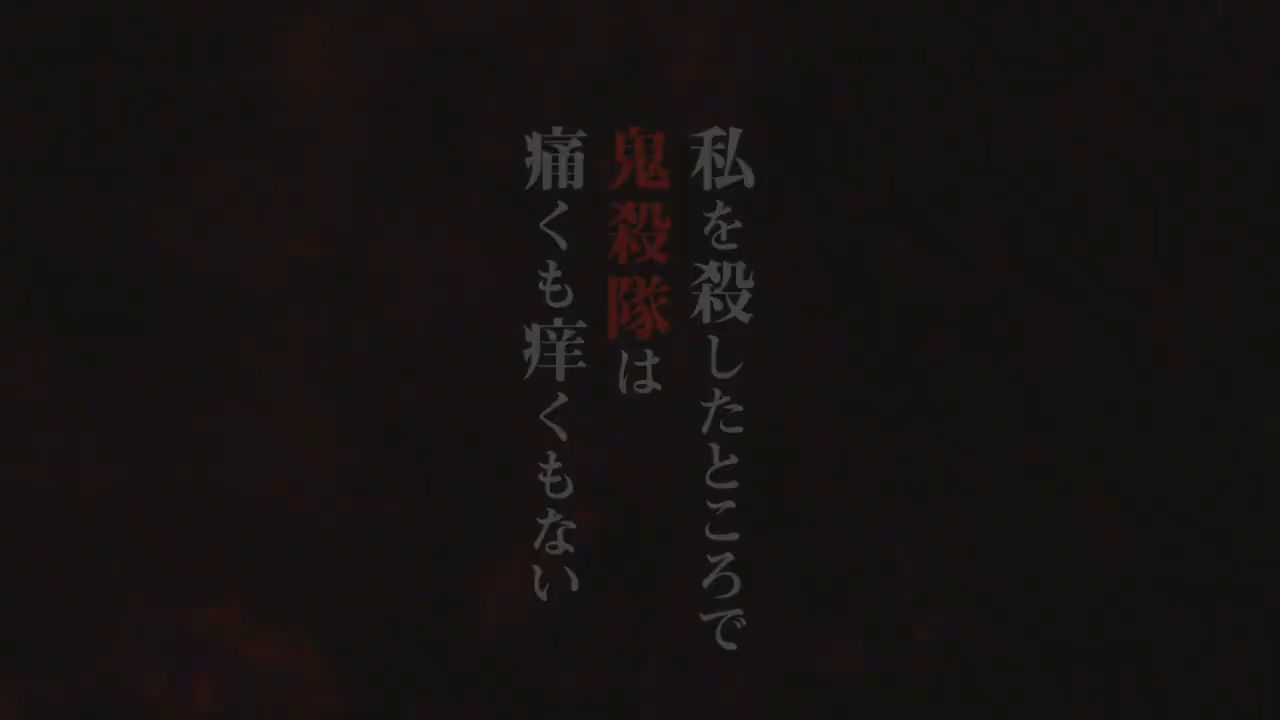 私を殺したところで
鬼殺隊は
痛くも痒くもない